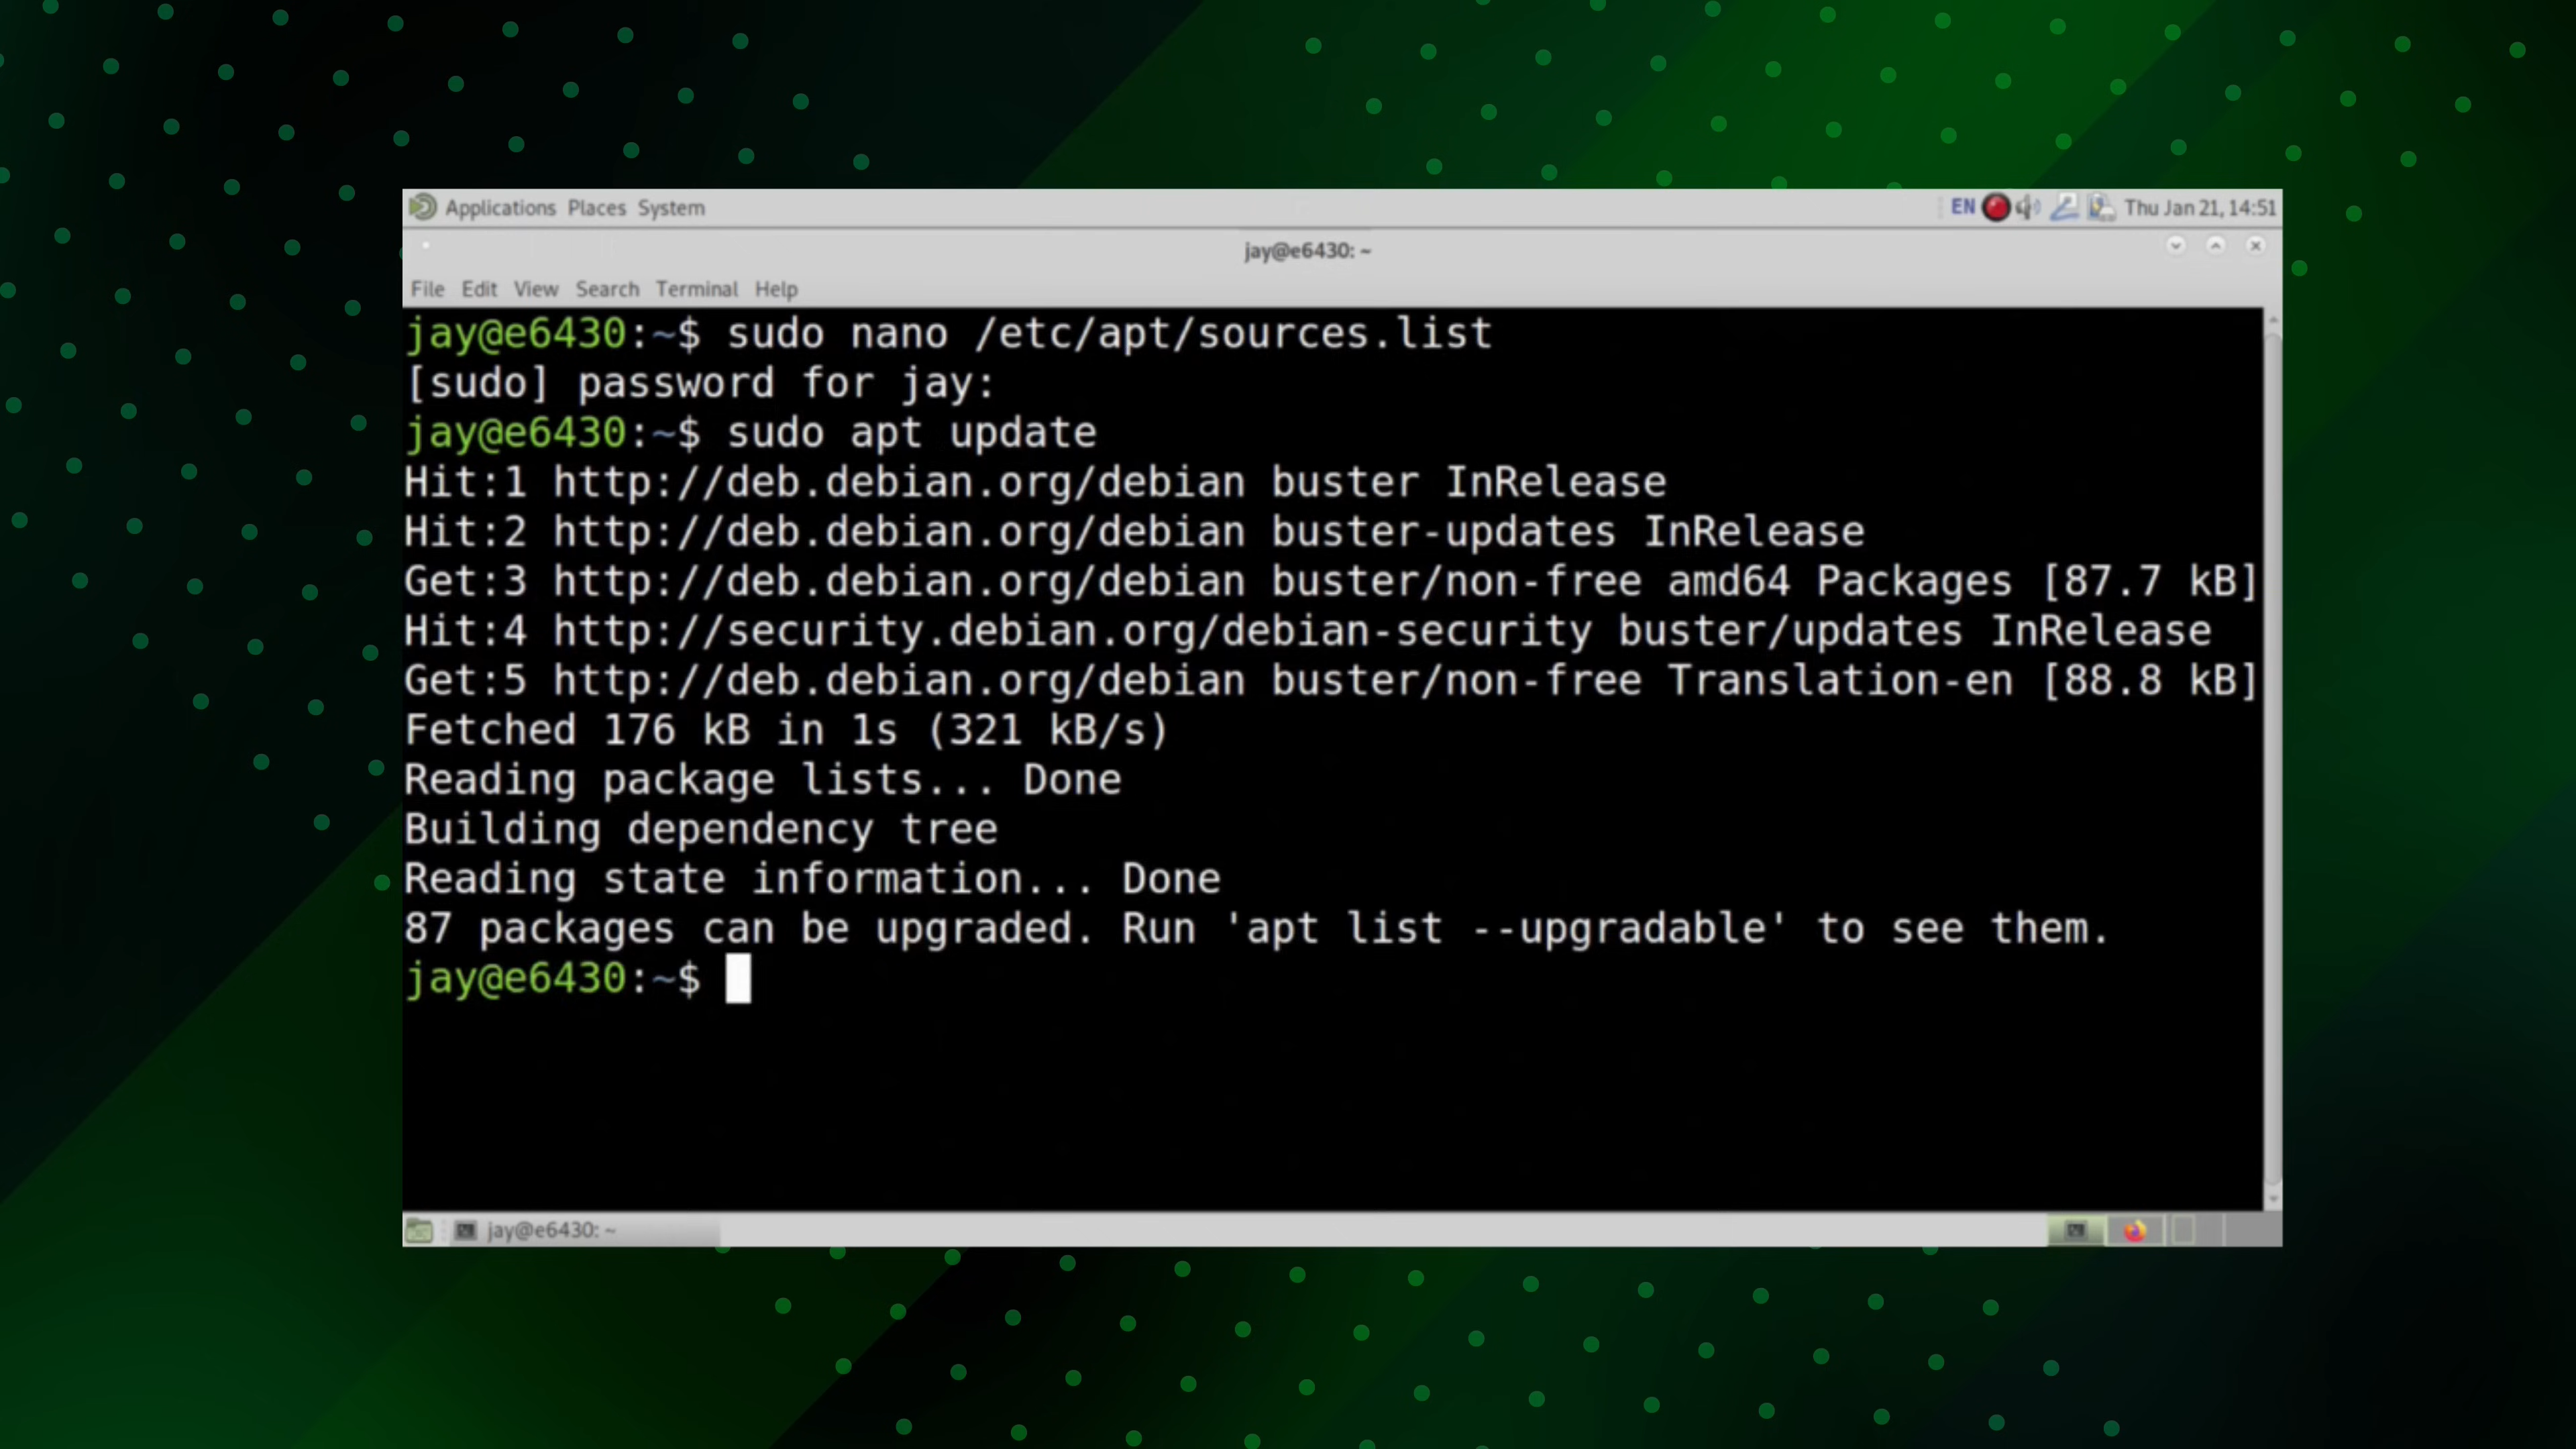 Applications Places System EN Thu Jan 21, 14:51
jay@e6430: ~
File Edit View Search Terminal Help
jay@e6430:~$ sudo nano /etc/apt/sources.list
[sudo] password for jay:
jay@e6430:~$ sudo apt update
Hit:1 http://deb.debian.org/debian buster InRelease
Hit:2 http://deb.debian.org/debian buster-updates InRelease
Get:3 http://deb.debian.org/debian buster/non-free amd64 Packages [87.7 kB]
Hit:4 http://security.debian.org/debian-security buster/updates InRelease
Get:5 http://deb.debian.org/debian buster/non-free Translation-en [88.8 kB]
Fetched 176 kB in 1s (321 kB/s)
Reading package lists... Done
Building dependency tree
Reading state information... Done
87 packages can be upgraded. Run 'apt list --upgradable' to see them.
jay@e6430:~$
jay@e6430: ~